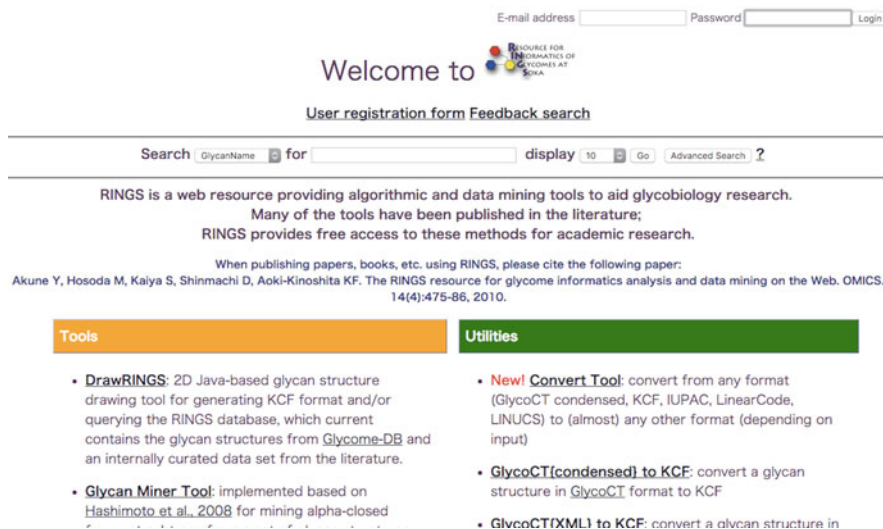 E-mail address Password Login
Welcome to RESOURCE FOR INFORMATICS OF GLYCOMES AT SOKA
User registration form Feedback search
Search GlycanName for display 10 Go Advanced Search ?
RINGS is a web resource providing algorithmic and data mining tools to aid glycobiology research.
Many of the tools have been published in the literature;
RINGS provides free access to these methods for academic research.
When publishing papers, books, etc. using RINGS, please cite the following paper:
Akune Y, Hosoda M, Kaiya S, Shinmachi D, Aoki-Kinoshita KF. The RINGS resource for glycome informatics analysis and data mining on the Web. OMICS.
14(4):475-86, 2010.
Tools
• DrawRINGS: 2D Java-based glycan structure
drawing tool for generating KCF format and/or
querying the RINGS database, which current
contains the glycan structures from Glycome-DB and
an internally curated data set from the literature.
• Glycan Miner Tool: implemented based on
Hashimoto et al., 2008 for mining alpha-closed
Utilities
• New! Convert Tool: convert from any format
(GlycoCT condensed, KCF, IUPAC, LinearCode,
LINUCS) to (almost) any other format (depending on
input)
• GlycoCT{condensed} to KCF: convert a glycan
structure in GlycoCT format to KCF
• GlycoCT{XML} to KCF: convert a glycan structure in